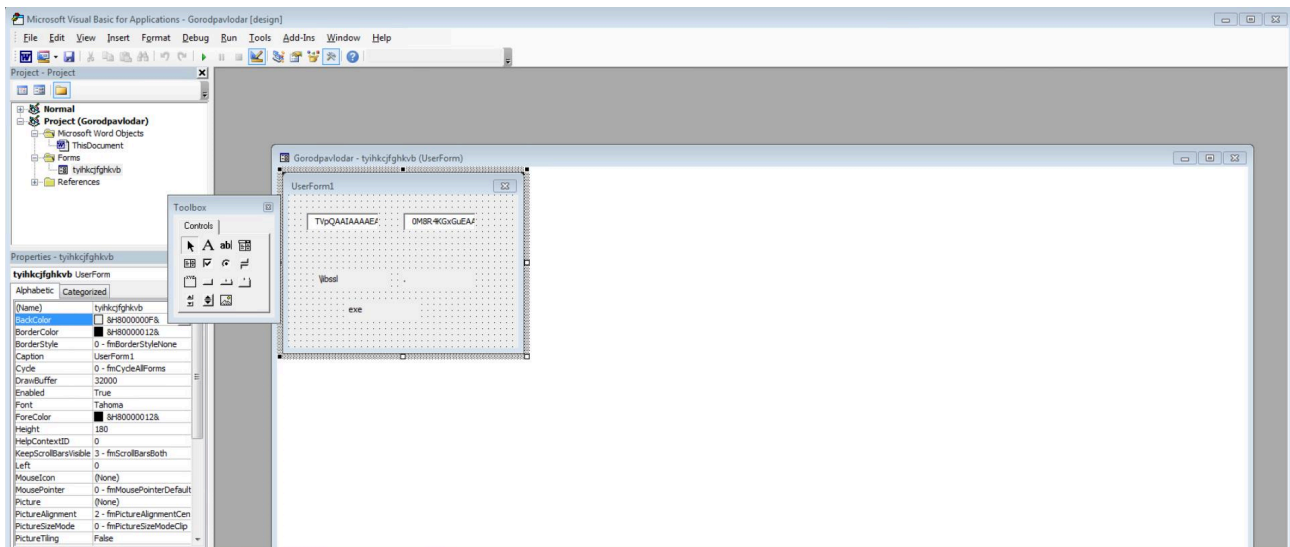 Microsoft Visual Basic for Applications - Gorodpavlodar [design]
File Edit View Insert Format Debug Run Tools Add-Ins Window Help
Project - Project
Normal
Project (Gorodpavlodar)
Microsoft Word Objects
ThisDocument
Forms
tyihkcjfghkvb
References
Gorodpavlodar - tyihkcjfghkvb (UserForm)
UserForm1
TVpQAAIAAAAEA
0M8R4KGxGuEAA
\libssl
.
exe
Toolbox
Controls
Properties - tyihkcjfghkvb
tyihkcjfghkvb UserForm
Alphabetic Categorized
(Name) tyihkcjfghkvb
BackColor &H8000000F&
BorderColor &H80000012&
BorderStyle 0 - fmBorderStyleNone
Caption UserForm1
Cycle 0 - fmCycleAllForms
DrawBuffer 32000
Enabled True
Font Tahoma
ForeColor &H80000012&
Height 180
HelpContextID 0
KeepScrollBarsVisible 3 - fmScrollBarsBoth
Left 0
MouseIcon (None)
MousePointer 0 - fmMousePointerDefault
Picture (None)
PictureAlignment 2 - fmPictureAlignmentCen
PictureSizeMode 0 - fmPictureSizeModeClip
PictureTiling False